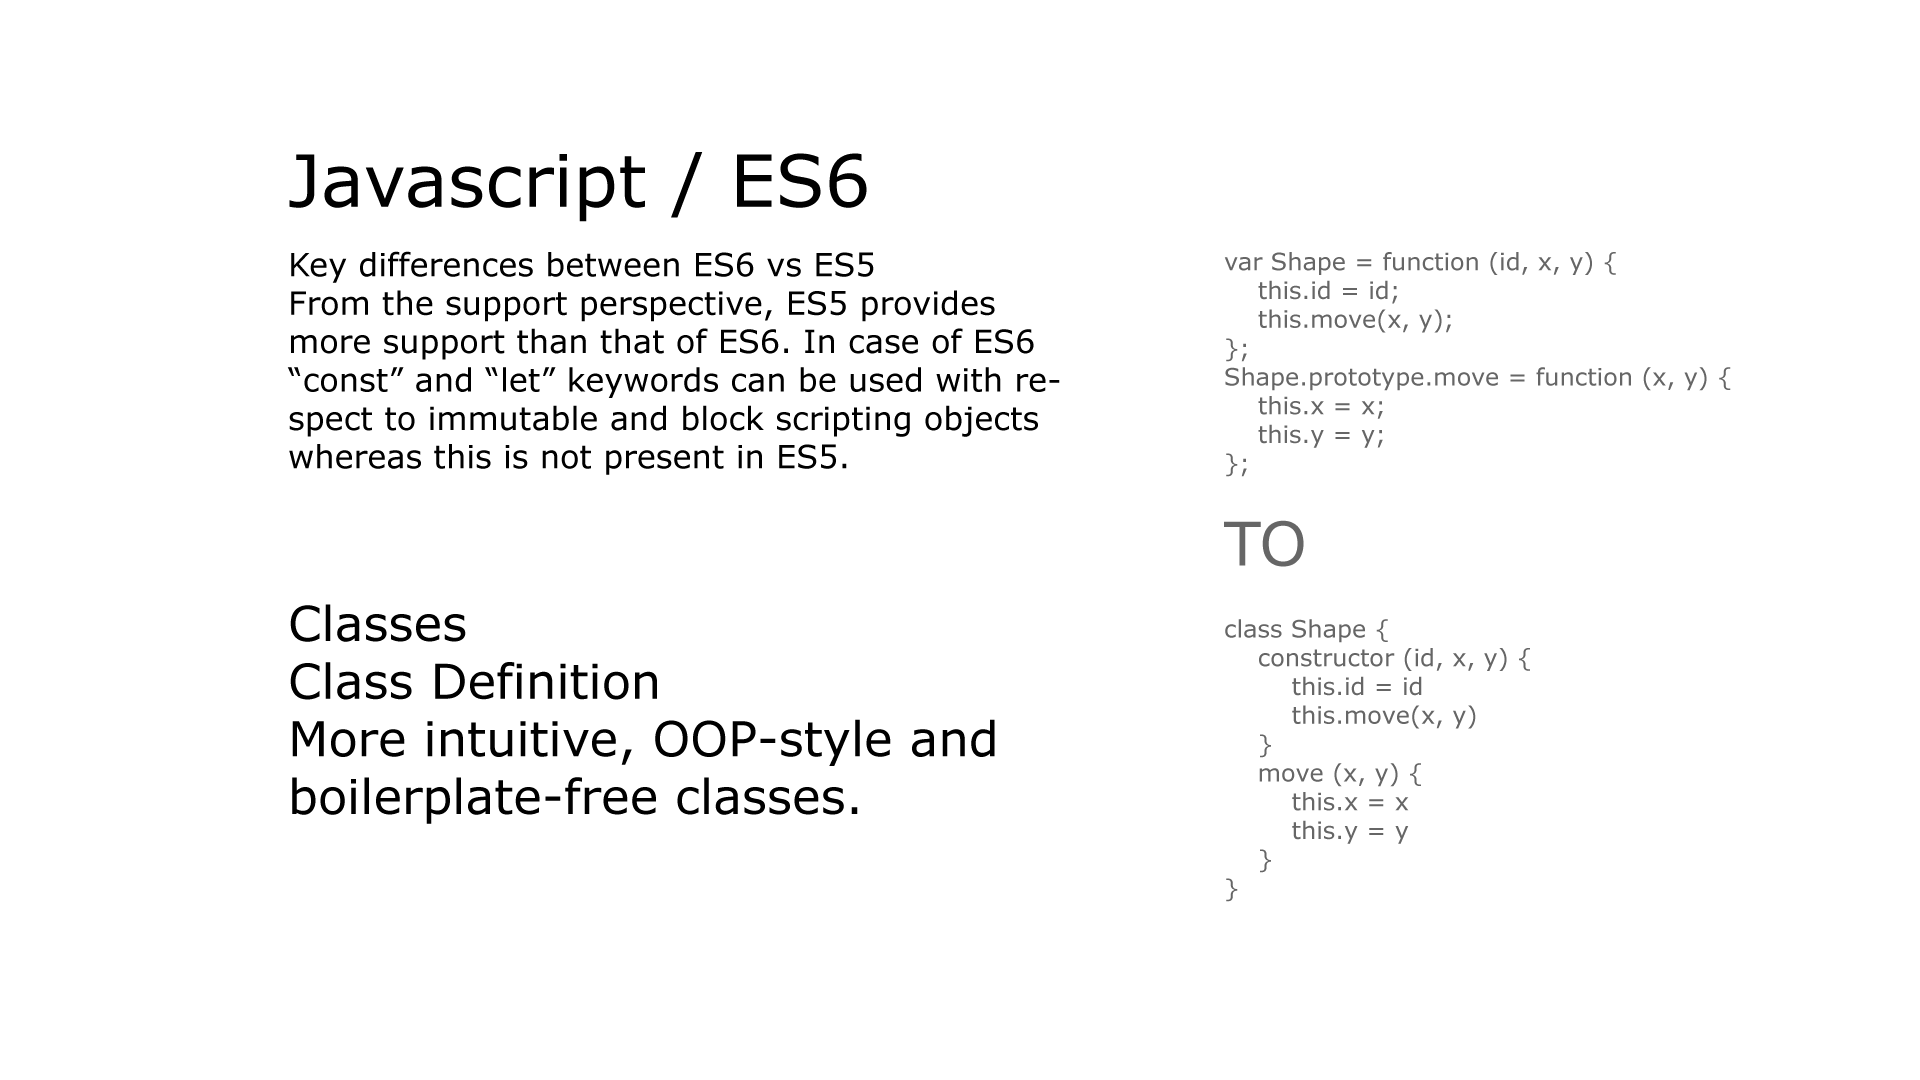 Javascript / ES6
Key differences between ES6 vs ES5
From the support perspective, ES5 provides
more support than that of ES6. In case of ES6
“const” and “let” keywords can be used with re-
spect to immutable and block scripting objects
whereas this is not present in ES5.
Classes
Class Definition
More intuitive, OOP-style and
boilerplate-free classes.
var Shape = function (id, x, y) {
    this.id = id;
    this.move(x, y);
};
Shape.prototype.move = function (x, y) {
    this.x = x;
    this.y = y;
};
TO
class Shape {
    constructor (id, x, y) {
        this.id = id
        this.move(x, y)
    }
    move (x, y) {
        this.x = x
        this.y = y
    }
}